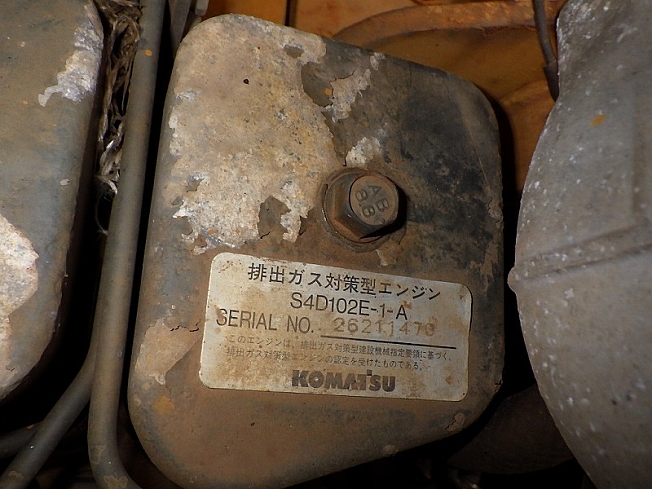 AB
BB
排出ガス対策型エンジン
S4D102E-1-A
SERIAL NO. 26211470
このエンジンは、排出ガス対策型建設機械指定要領に基づく、
排出ガス対策型エンジンの認定を受けたものである。
KOMATSU